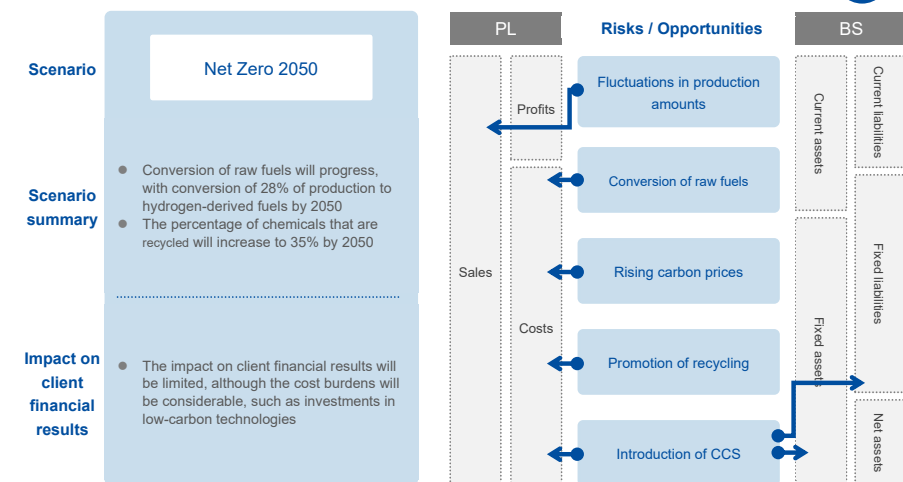 Scenario
Net Zero 2050
Scenario
summary
● Conversion of raw fuels will progress,
with conversion of 28% of production to
hydrogen-derived fuels by 2050
● The percentage of chemicals that are
recycled will increase to 35% by 2050
Impact on
client
financial
results
● The impact on client financial results will
be limited, although the cost burdens will
be considerable, such as investments in
low-carbon technologies
PL
Risks / Opportunities
BS
Sales
Profits
Costs
Fluctuations in production
amounts
Conversion of raw fuels
Rising carbon prices
Promotion of recycling
Introduction of CCS
Current assets
Fixed assets
Current liabilities
Fixed liabilities
Net assets